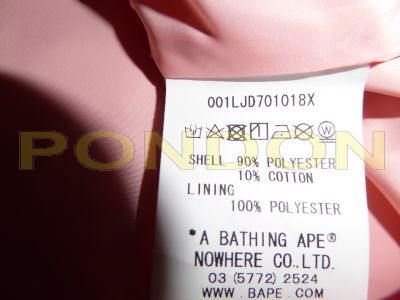 001LJD701018X
PONDON
SHELL 90% POLYESTER
10% COTTON
LINING
100% POLYESTER
*A BATHING APE®
NOWHERE CO.,LTD.
03 (5772) 2524
WWW.BAPE.COM